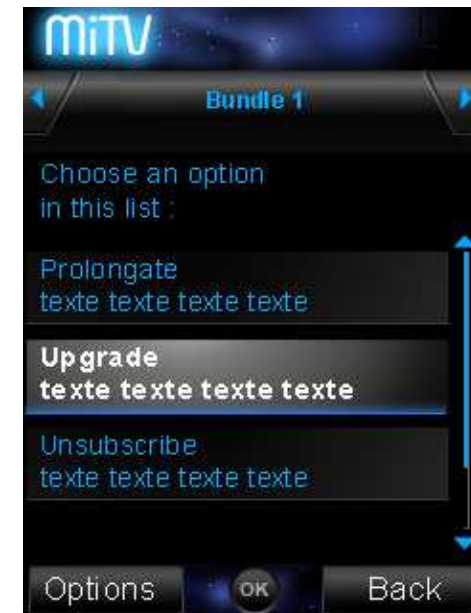 MiTV
Bundle 1
Choose an option
in this list :
Prolongate
texte texte texte texte
Upgrade
texte texte texte texte
Unsubscribe
texte texte texte texte
Options OK Back